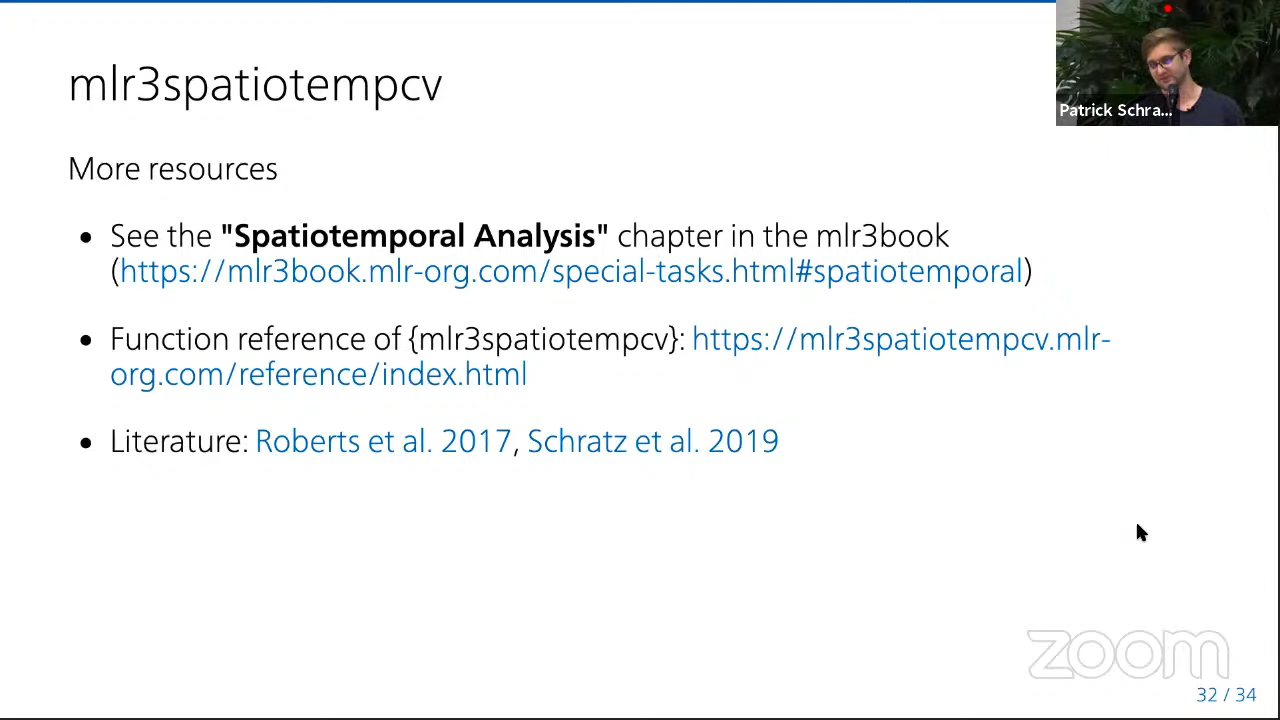 mlr3spatiotempcv
Patrick Schra...
More resources
See the "Spatiotemporal Analysis" chapter in the mlr3book
(https://mlr3book.mlr-org.com/special-tasks.html#spatiotemporal)
Function reference of {mlr3spatiotempcv}: https://mlr3spatiotempcv.mlr-
org.com/reference/index.html
Literature: Roberts et al. 2017, Schratz et al. 2019
zoom
32 / 34